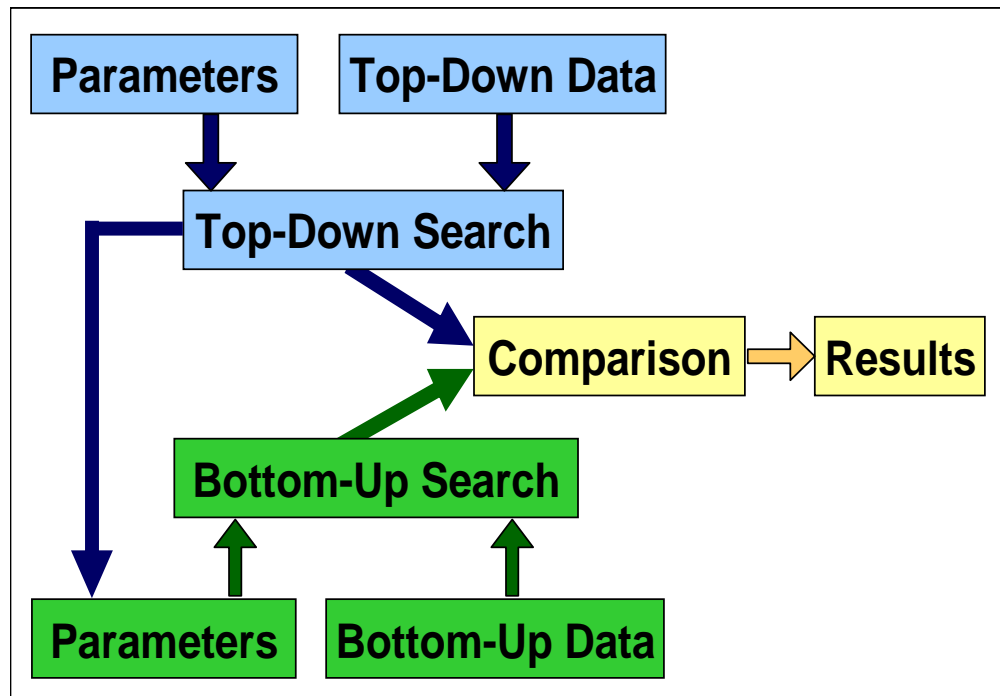 Parameters
Top-Down Data
Top-Down Search
Comparison
Results
Bottom-Up Search
Parameters
Bottom-Up Data